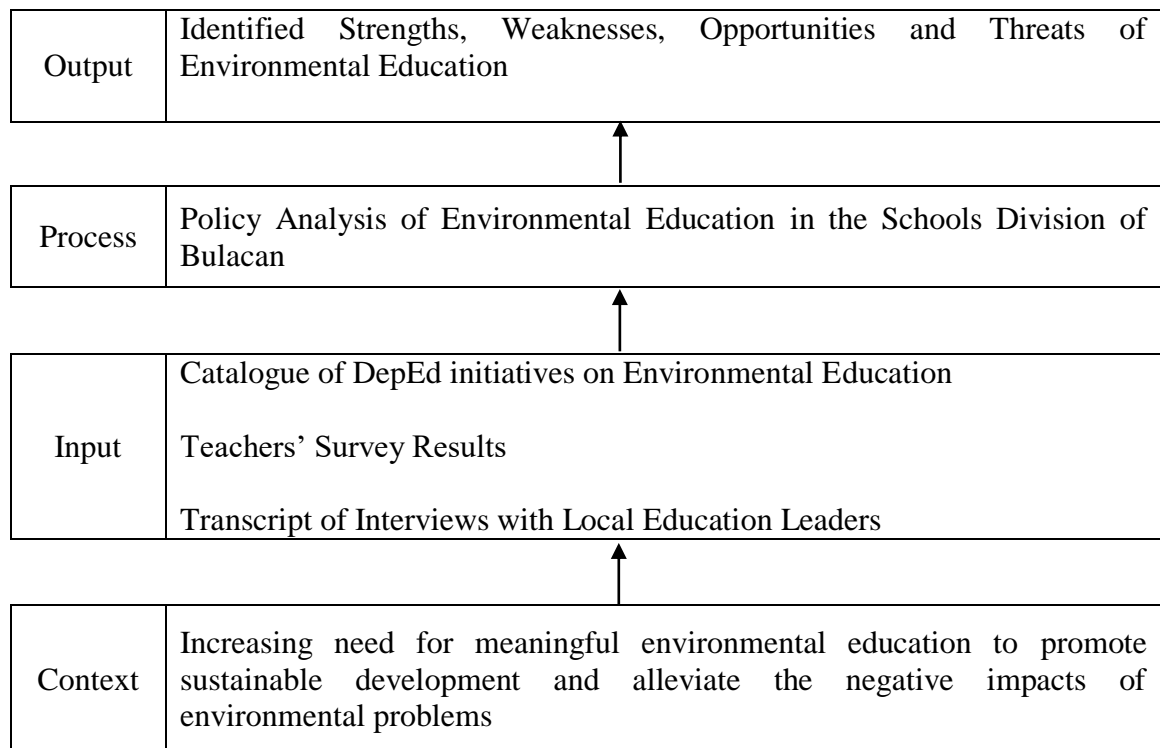 Output
Identified Strengths, Weaknesses, Opportunities and Threats of
Environmental Education
Process
Policy Analysis of Environmental Education in the Schools Division of
Bulacan
Input
Catalogue of DepEd initiatives on Environmental Education
Teachers’ Survey Results
Transcript of Interviews with Local Education Leaders
Context
Increasing need for meaningful environmental education to promote
sustainable development and alleviate the negative impacts of
environmental problems